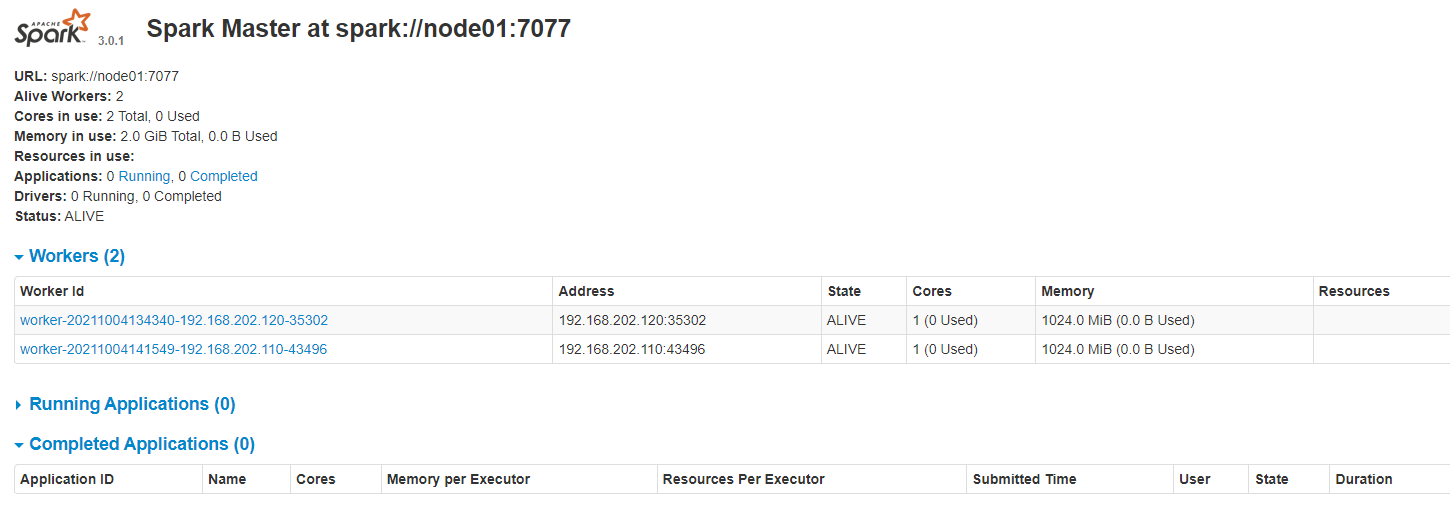 APACHE
Spark 3.0.1 Spark Master at spark://node01:7077
URL: spark://node01:7077
Alive Workers: 2
Cores in use: 2 Total, 0 Used
Memory in use: 2.0 GiB Total, 0.0 B Used
Resources in use:
Applications: 0 Running, 0 Completed
Drivers: 0 Running, 0 Completed
Status: ALIVE
Workers (2)
Worker Id Address State Cores Memory Resources
worker-20211004134340-192.168.202.120-35302 192.168.202.120:35302 ALIVE 1 (0 Used) 1024.0 MiB (0.0 B Used)
worker-20211004141549-192.168.202.110-43496 192.168.202.110:43496 ALIVE 1 (0 Used) 1024.0 MiB (0.0 B Used)
Running Applications (0)
Completed Applications (0)
Application ID Name Cores Memory per Executor Resources Per Executor Submitted Time User State Duration